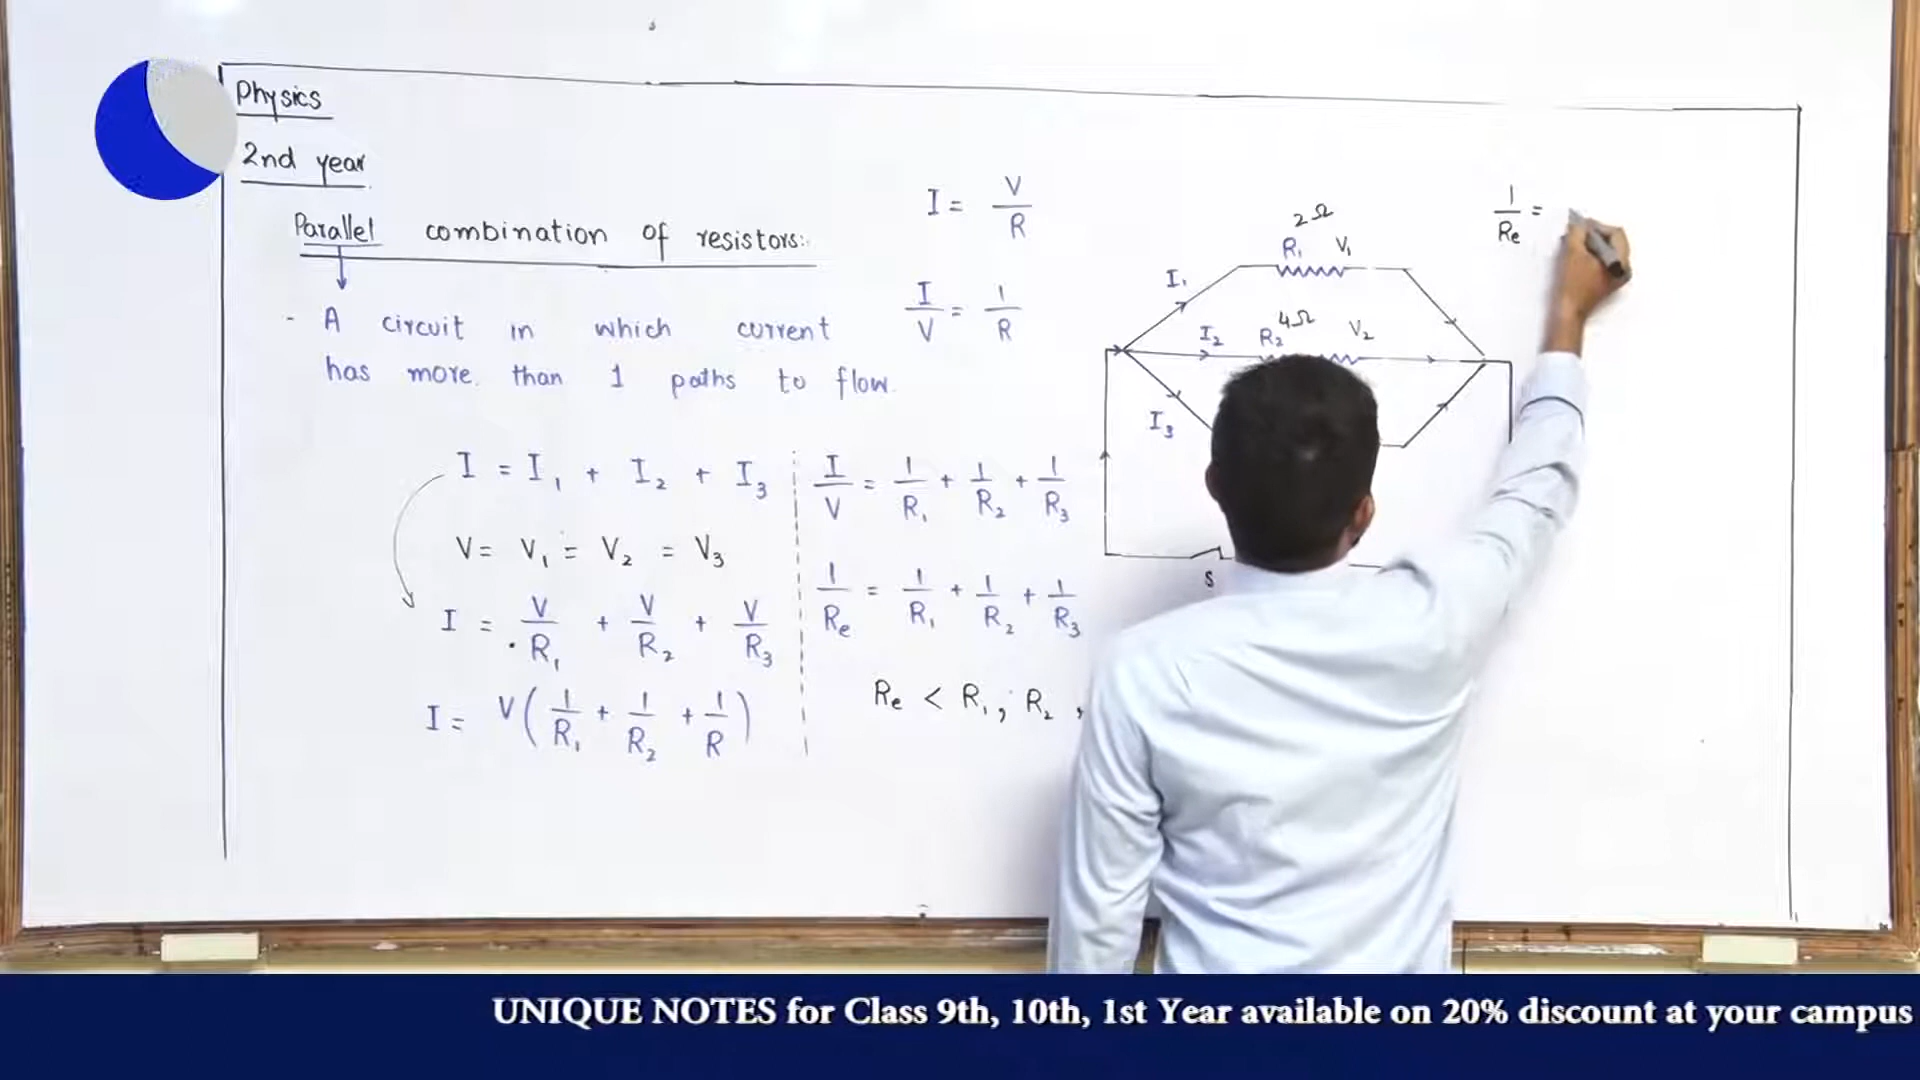 Physics
2nd year
Parallel combination of resistors:
- A circuit in which current
has more than 1 paths to flow.
I = I₁ + I₂ + I₃
V = V₁ = V₂ = V₃
I = V/R₁ + V/R₂ + V/R₃
I = V(1/R₁ + 1/R₂ + 1/R)
I = V/R
I/V = 1/R
I/V = 1/R₁ + 1/R₂ + 1/R₃
1/Re = 1/R₁ + 1/R₂ + 1/R₃
Re < R₁, R₂,
2Ω
R₁ V₁
I₁
4Ω
I₂ R₂ V₂
I₃
S
1/Re =
UNIQUE NOTES for Class 9th, 10th, 1st Year available on 20% discount at your campus